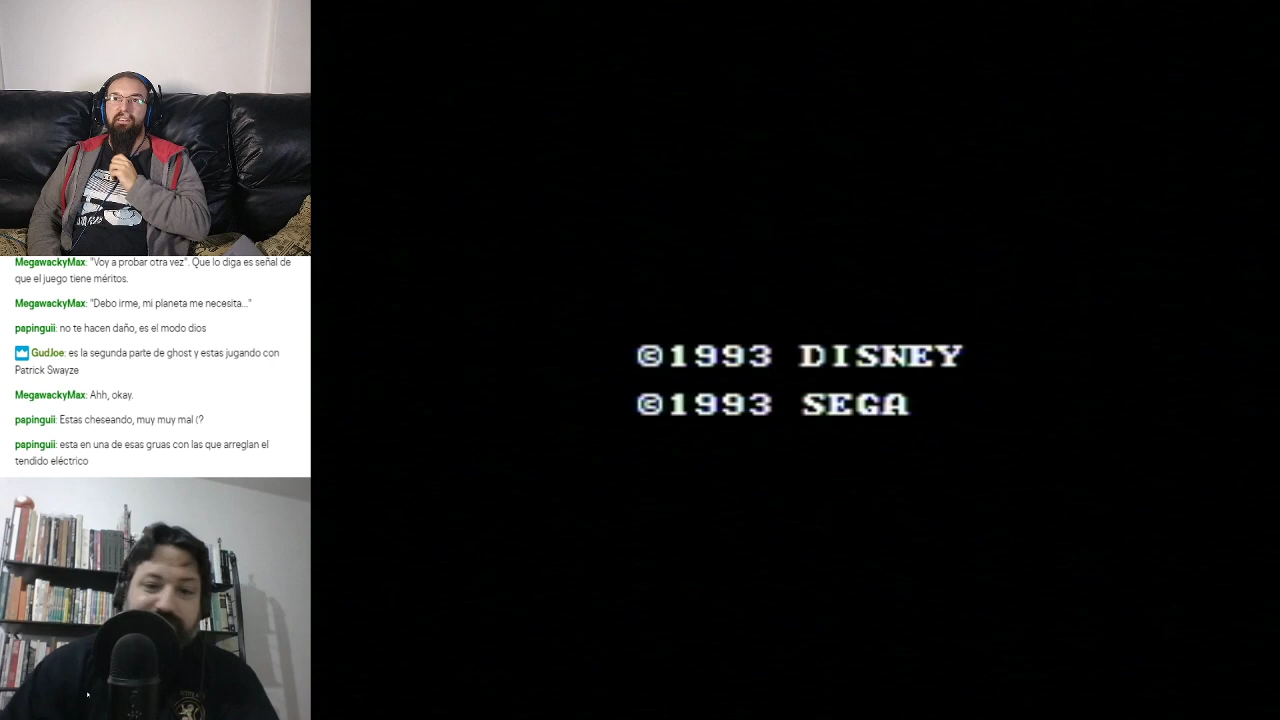 MegawackyMax: "Voy a probar otra vez". Que lo diga es señal de
que el juego tiene méritos.
MegawackyMax: "Debo irme, mi planeta me necesita..."
papinguii: no te hacen daño, es el modo dios
GudJoe: es la segunda parte de ghost y estas jugando con
Patrick Swayze
MegawackyMax: Ahh, okay.
papinguii: Estas cheseando, muy muy mal (?
papinguii: esta en una de esas gruas con las que arreglan el
tendido eléctrico
©1993 DISNEY
©1993 SEGA